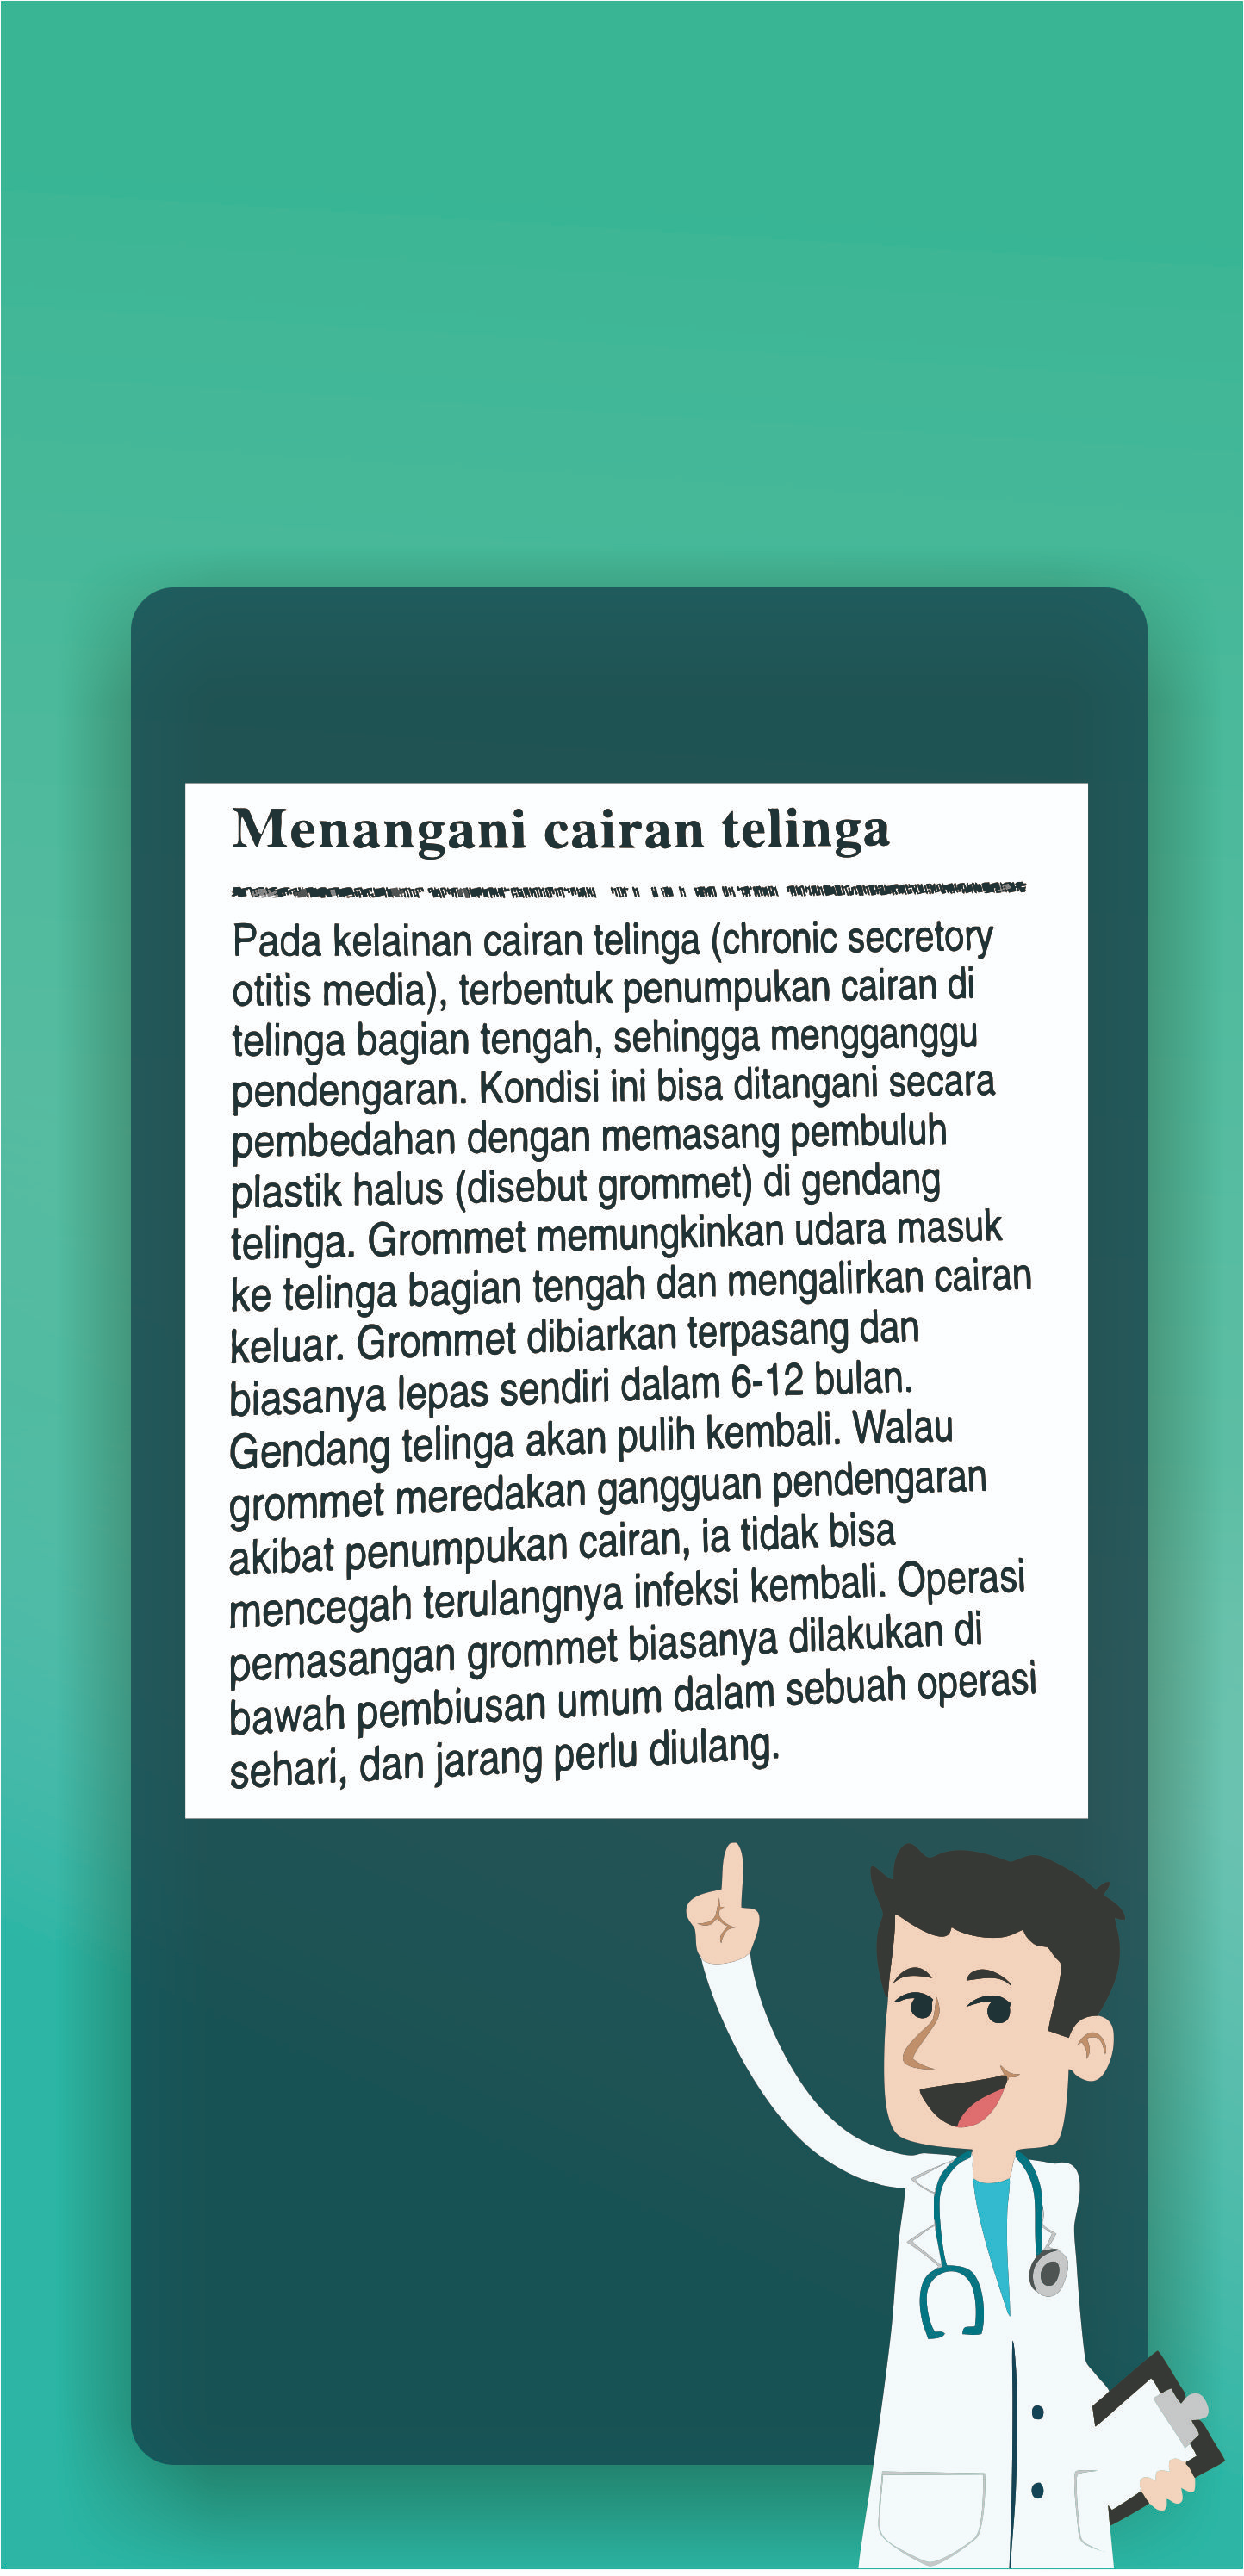 Menangani cairan telinga
Pada kelainan cairan telinga (chronic secretory
otitis media), terbentuk penumpukan cairan di
telinga bagian tengah, sehingga mengganggu
pendengaran. Kondisi ini bisa ditangani secara
pembedahan dengan memasang pembuluh
plastik halus (disebut grommet) di gendang
telinga. Grommet memungkinkan udara masuk
ke telinga bagian tengah dan mengalirkan cairan
keluar. Grommet dibiarkan terpasang dan
biasanya lepas sendiri dalam 6-12 bulan.
Gendang telinga akan pulih kembali. Walau
grommet meredakan gangguan pendengaran
akibat penumpukan cairan, ia tidak bisa
mencegah terulangnya infeksi kembali. Operasi
pemasangan grommet biasanya dilakukan di
bawah pembiusan umum dalam sebuah operasi
sehari, dan jarang perlu diulang.